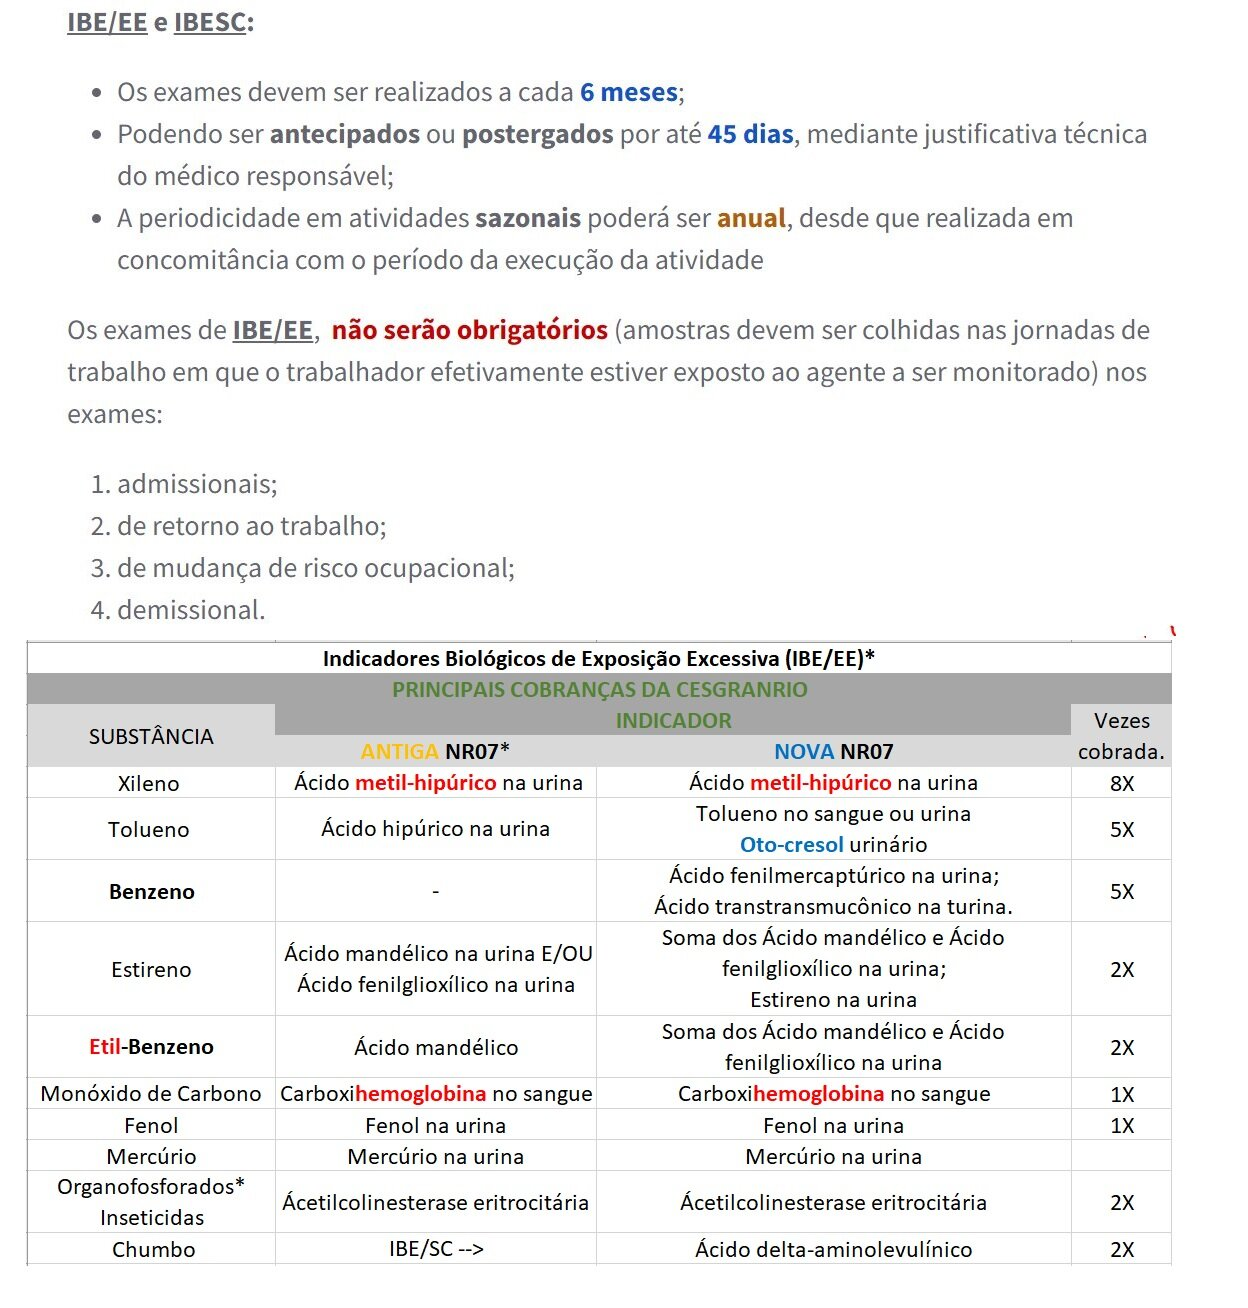 IBE/EE e IBESC:
Os exames devem ser realizados a cada 6 meses;
Podendo ser antecipados ou postergados por até 45 dias, mediante justificativa técnica
do médico responsável;
A periodicidade em atividades sazonais poderá ser anual, desde que realizada em
concomitância com o período da execução da atividade
Os exames de IBE/EE, não serão obrigatórios (amostras devem ser colhidas nas jornadas de
trabalho em que o trabalhador efetivamente estiver exposto ao agente a ser monitorado) nos
exames:
1. admissionais;
2. de retorno ao trabalho;
3. de mudança de risco ocupacional;
4. demissional.
Indicadores Biológicos de Exposição Excessiva (IBE/EE)*
PRINCIPAIS COBRANÇAS DA CESGRANRIO
SUBSTÂNCIA
INDICADOR
Vezes
cobrada.
ANTIGA NR07*
NOVA NR07
Xileno
Ácido metil-hipúrico na urina
Ácido metil-hipúrico na urina
8X
Tolueno
Ácido hipúrico na urina
Tolueno no sangue ou urina
Oto-cresol urinário
5X
Benzeno
-
Ácido fenilmercaptúrico na urina;
Ácido transtransmucônico na turina.
5X
Estireno
Ácido mandélico na urina E/OU
Ácido fenilglioxílico na urina
Soma dos Ácido mandélico e Ácido
fenilglioxílico na urina;
Estireno na urina
2X
Etil-Benzeno
Ácido mandélico
Soma dos Ácido mandélico e Ácido
fenilglioxílico na urina
2X
Monóxido de Carbono
Carboxihemoglobina no sangue
Carboxihemoglobina no sangue
1X
Fenol
Fenol na urina
Fenol na urina
1X
Mercúrio
Mercúrio na urina
Mercúrio na urina
Organofosforados*
Inseticidas
Ácetilcolinesterase eritrocitária
Ácetilcolinesterase eritrocitária
2X
Chumbo
IBE/SC -->
Ácido delta-aminolevulínico
2X